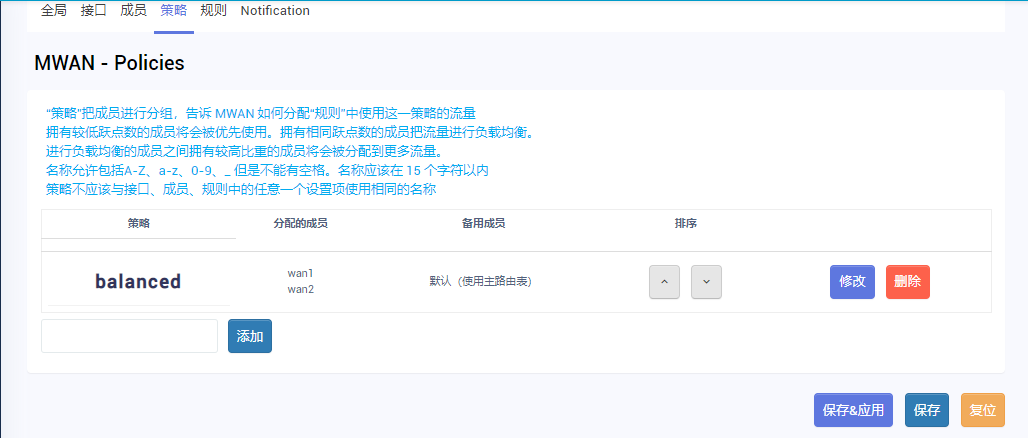 全局 接口 成员 策略 规则 Notification
MWAN - Policies
“策略”把成员进行分组，告诉 MWAN 如何分配“规则”中使用这一策略的流量
拥有较低跃点数的成员将会被优先使用。拥有相同跃点数的成员把流量进行负载均衡。
进行负载均衡的成员之间拥有较高比重的成员将会被分配到更多流量。
名称允许包括A-Z、a-z、0-9、_ 但是不能有空格。名称应该在 15 个字符以内
策略不应该与接口、成员、规则中的任意一个设置项使用相同的名称
策略 分配的成员 备用成员 排序
balanced wan1 默认（使用主路由表） 修改 删除
wan2
添加
保存&应用 保存 复位